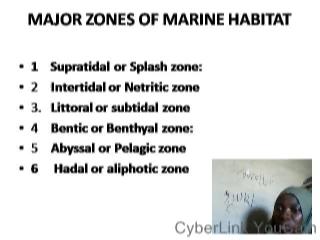 MAJOR ZONES OF MARINE HABITAT
• 1 Supratidal or Splash zone:
• 2 Intertidal or Netritic zone
• 3. Littoral or subtidal zone
• 4 Bentic or Benthyal zone:
• 5 Abyssal or Pelagic zone
• 6 Hadal or aliphotic zone
CyberLink